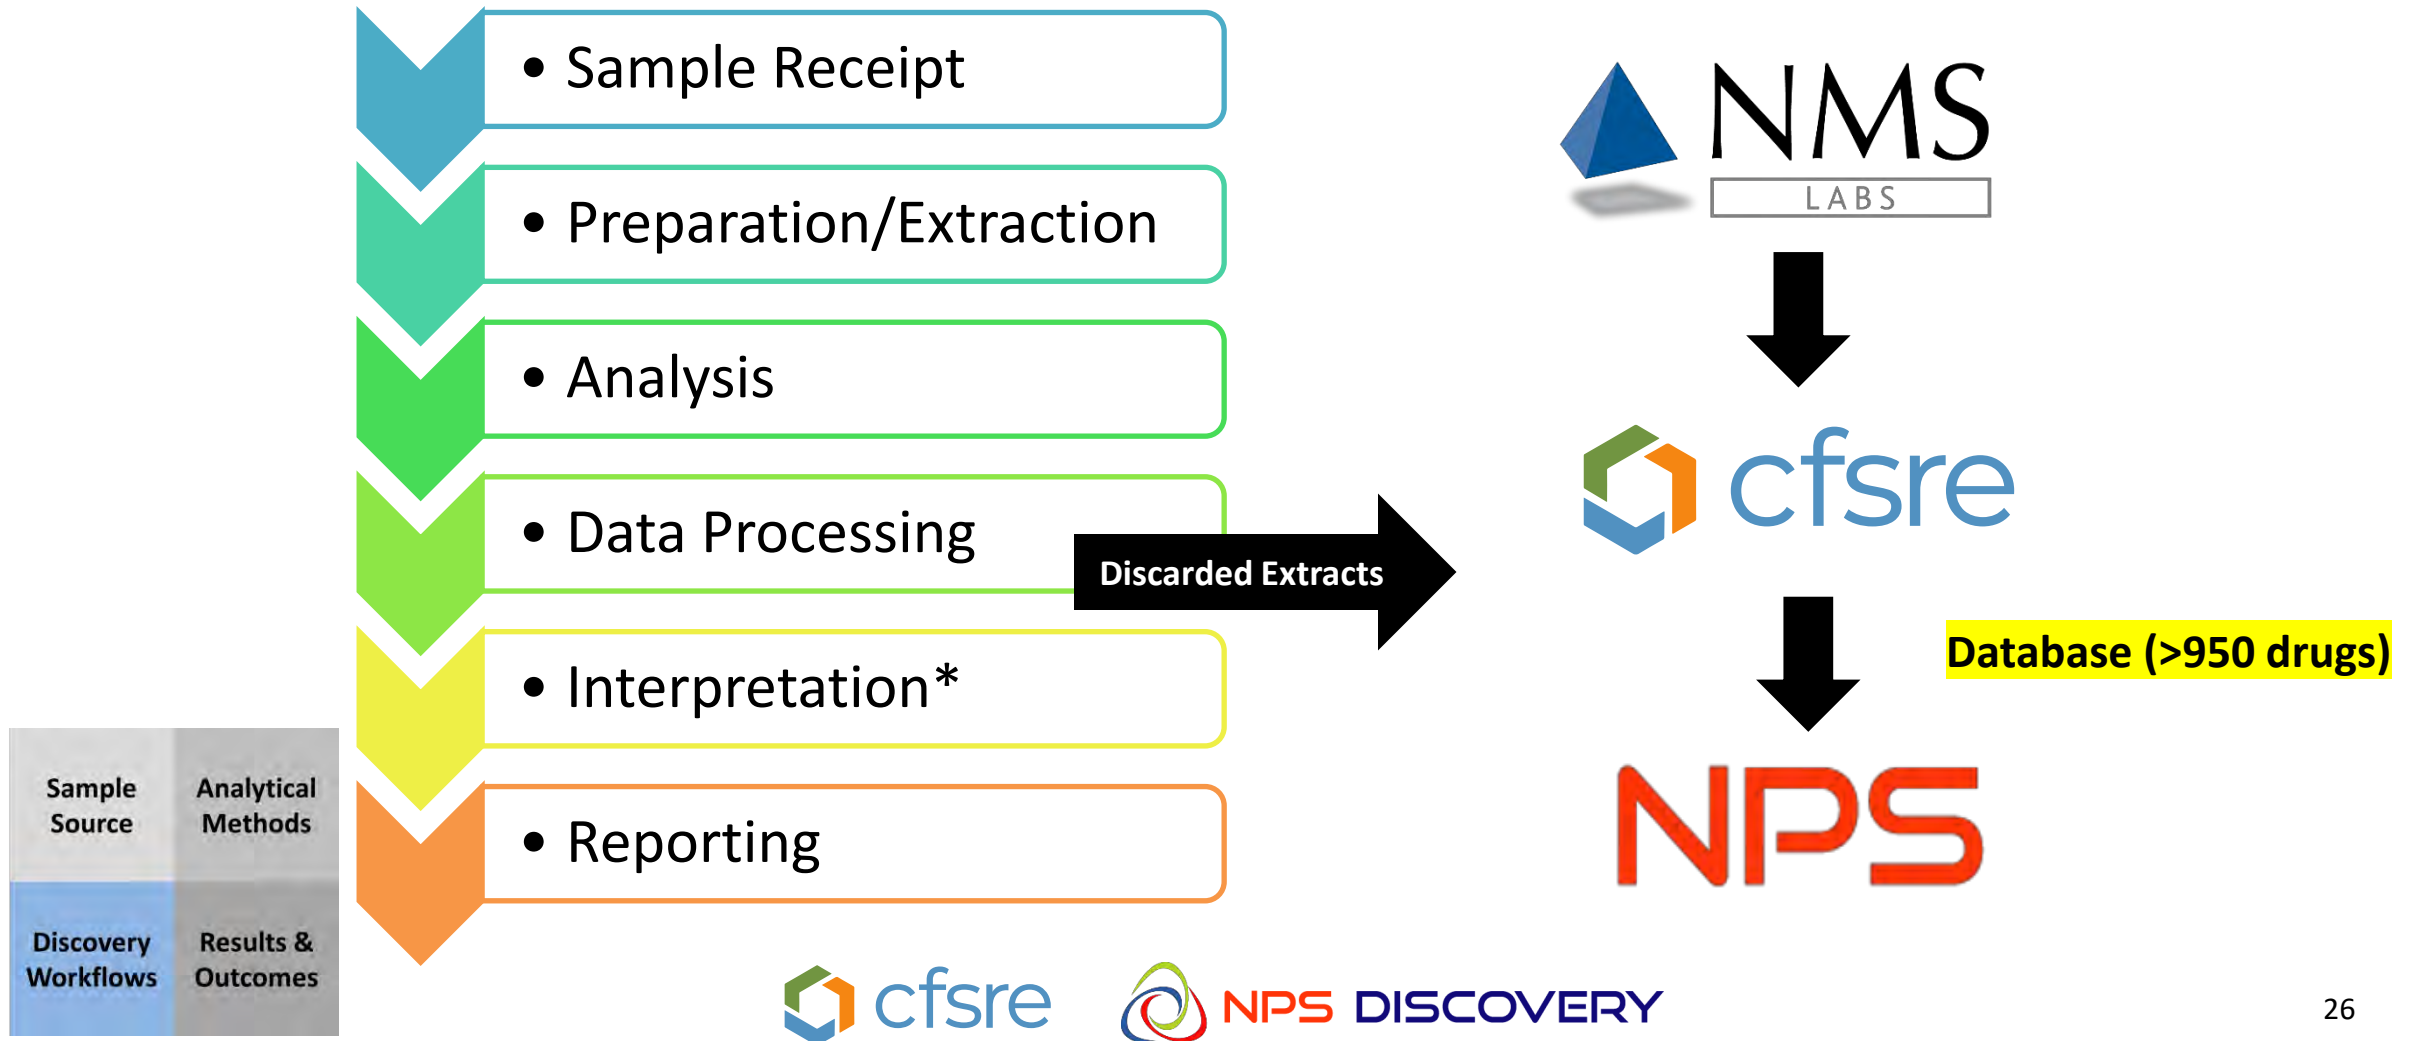 • Sample Receipt
• Preparation/Extraction
• Analysis
• Data Processing
• Interpretation*
• Reporting
Discarded Extracts
NMS
LABS
cfsre
Database (>950 drugs)
NPS
Sample
Source
Analytical
Methods
Discovery
Workflows
Results &
Outcomes
cfsre
NPS DISCOVERY
26